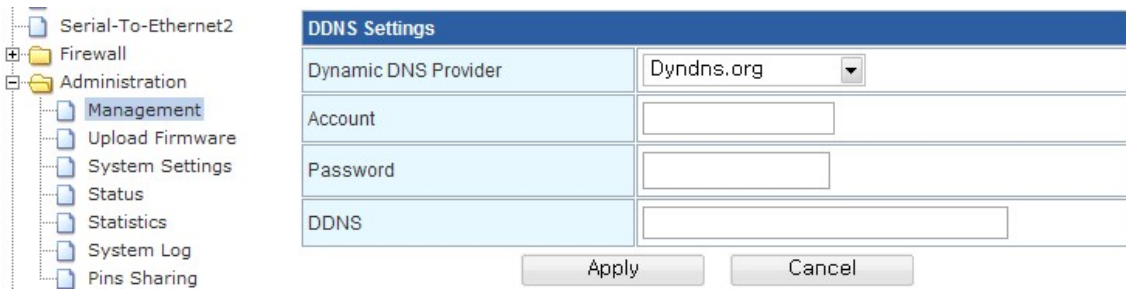 Serial-To-Ethernet2
Firewall
Administration
Management
Upload Firmware
System Settings
Status
Statistics
System Log
Pins Sharing
DDNS Settings
Dynamic DNS Provider Dyndns.org
Account
Password
DDNS
Apply Cancel